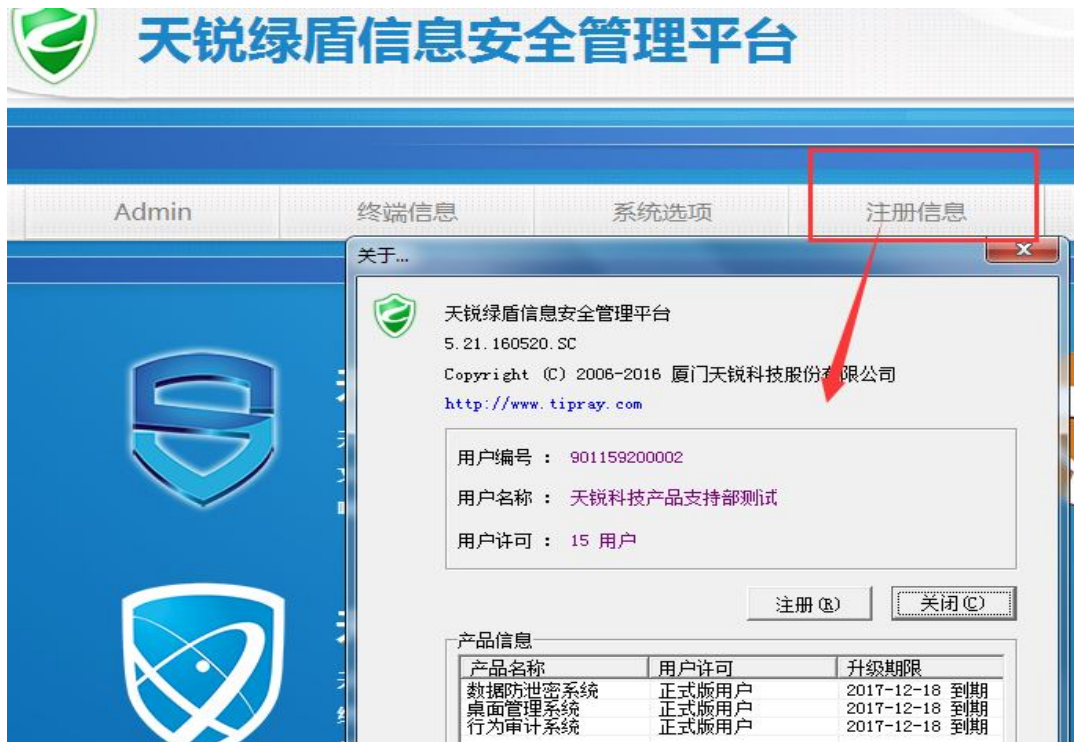 天锐绿盾信息安全管理平台
Admin 终端信息 系统选项 注册信息
关于...
天锐绿盾信息安全管理平台
5.21.160520.SC
Copyright (C) 2006-2016 厦门天锐科技股份有限公司
http://www.tipray.com
用户编号 : 901159200002
用户名称 : 天锐科技产品支持部测试
用户许可 : 15 用户
注册(R) 关闭(C)
产品信息
产品名称 用户许可 升级期限
数据防泄密系统 正式版用户 2017-12-18 到期
桌面管理系统 正式版用户 2017-12-18 到期
行为审计系统 正式版用户 2017-12-18 到期